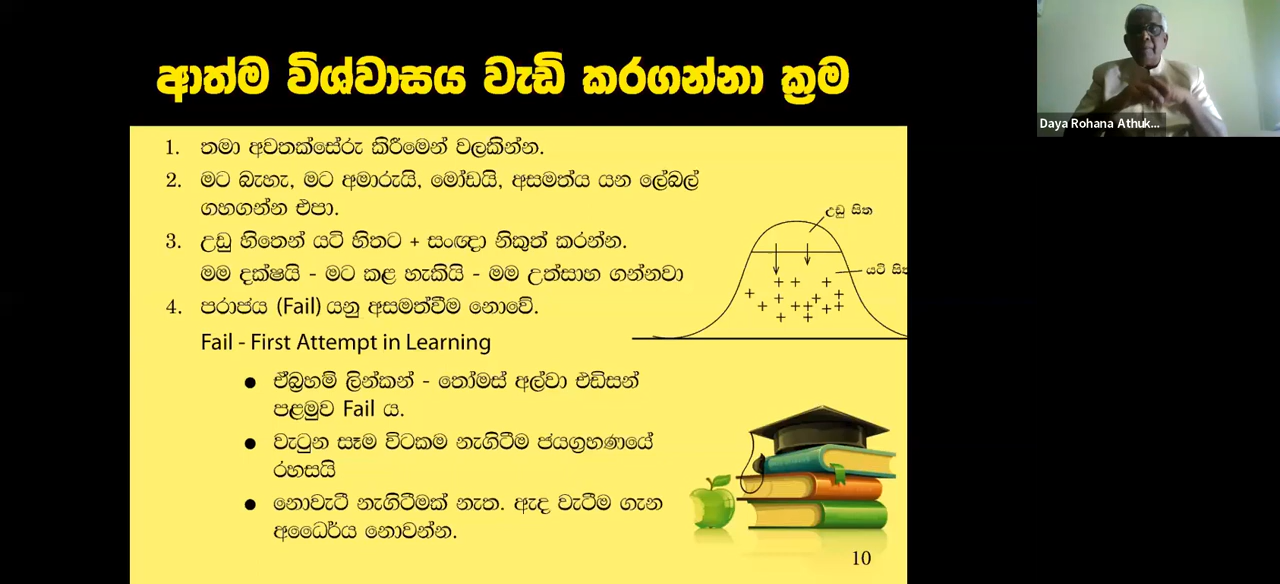 ආත්ම විශ්වාසය වැඩි කරගන්නා ක්‍රම
Daya Rohana Athuk...
1. තමා අවතක්සේරු කිරීමෙන් වලකින්න.
2. මට බැහැ, මට අමාරුයි, මෝඩයි, අසමත්ය යන ලේබල්
ගහගන්න එපා.
3. උඩු හිතෙන් යටි හිතට + සංඥා නිකුත් කරන්න.
මම දක්ෂයි - මට කළ හැකියි - මම උත්සාහ ගන්නවා
4. පරාජය (Fail) යනු අසමත්වීම නොවේ.
Fail - First Attempt in Learning
● ඒබ්‍රහම් ලින්කන් - තෝමස් අල්වා එඩිසන්
පළමුව Fail ය.
● වැටුන සෑම විටකම නැගිටීම ජයග්‍රහණයේ
රහසයි
● නොවැටී නැගිටීමක් නැත. ඇද වැටීම ගැන
අධෛර්ය නොවන්න.
උඩු සිත
යටි සිත
10